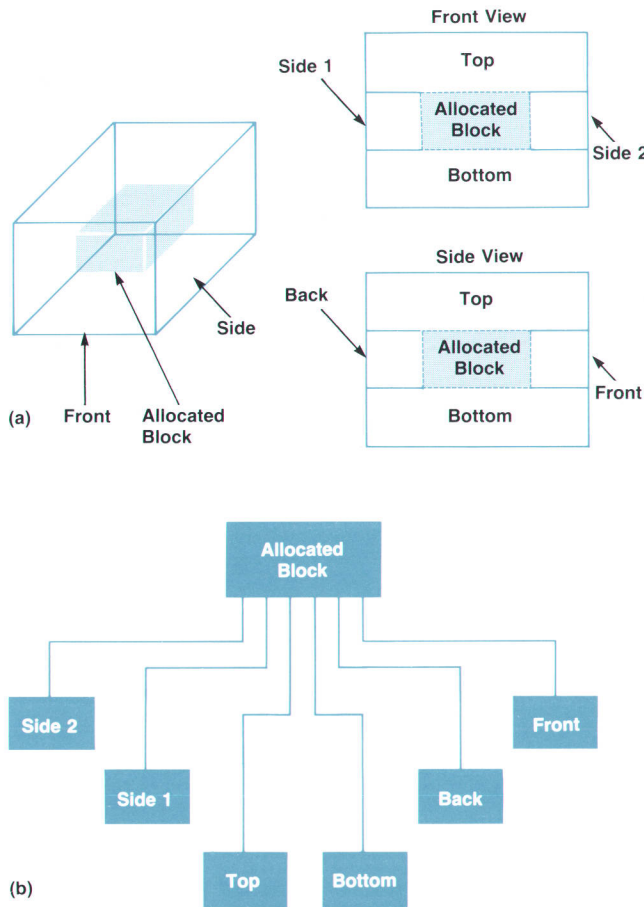 Front View
Top
Side 1
Allocated
Block
Side 2
Bottom
Side
Front
Allocated
Block
(a)
Side View
Back
Top
Allocated
Block
Front
Bottom
Allocated
Block
Side 2
Front
Side 1
Back
Top
Bottom
(b)